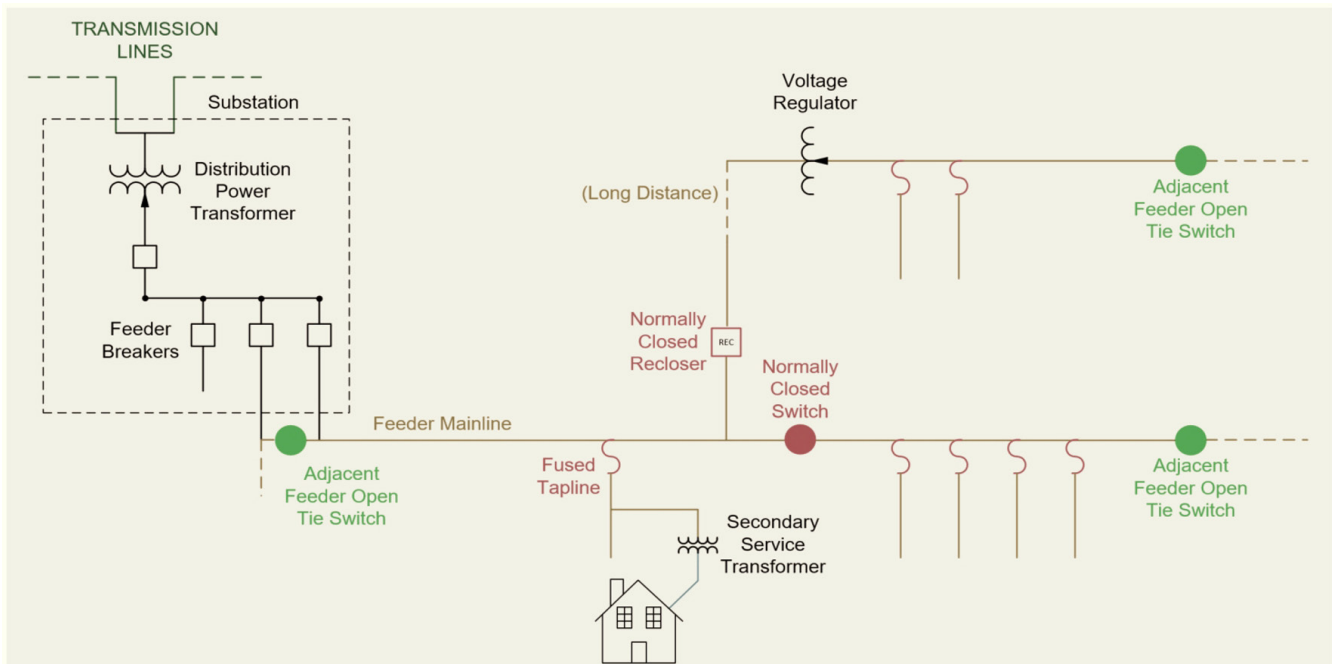 TRANSMISSION
LINES
Substation
Distribution
Power
Transformer
Feeder
Breakers
Voltage
Regulator
(Long Distance)
Adjacent
Feeder Open
Tie Switch
Normally
Closed
Recloser
REC
Normally
Closed
Switch
Feeder Mainline
Adjacent
Feeder Open
Tie Switch
Fused
Tapline
Secondary
Service
Transformer
Adjacent
Feeder Open
Tie Switch